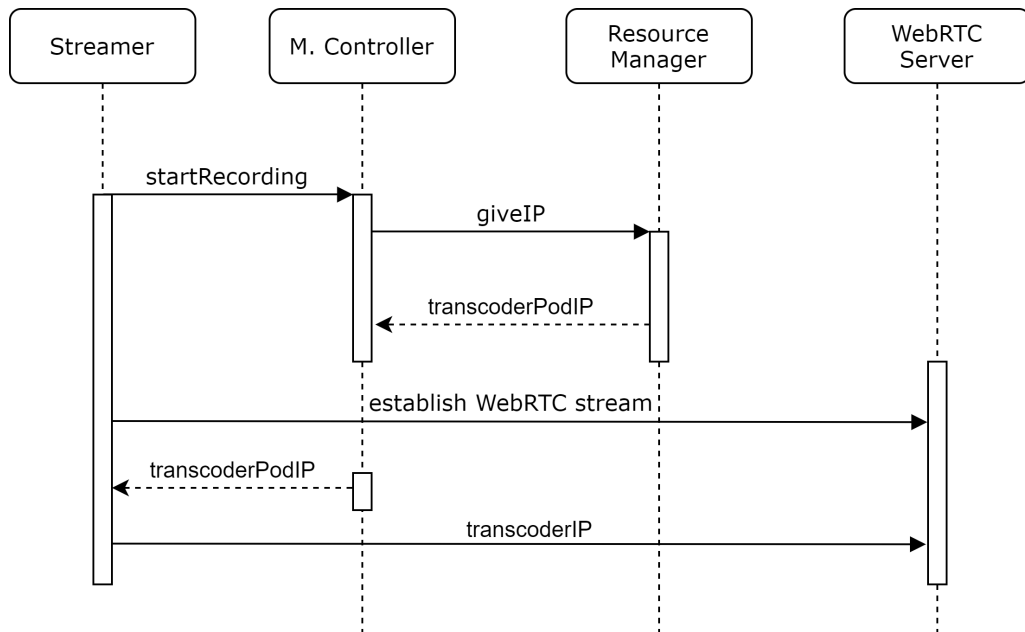 Streamer
M. Controller
Resource
Manager
WebRTC
Server
startRecording
giveIP
transcoderPodIP
establish WebRTC stream
transcoderPodIP
transcoderIP